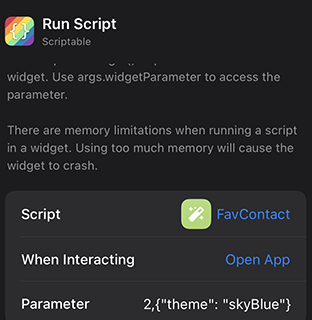 Run Script
Scriptable
widget. Use args.widgetParameter to access the
parameter.
There are memory limitations when running a script
in a widget. Using too much memory will cause the
widget to crash.
Script FavContact
When Interacting Open App
Parameter 2,{"theme": "skyBlue"}